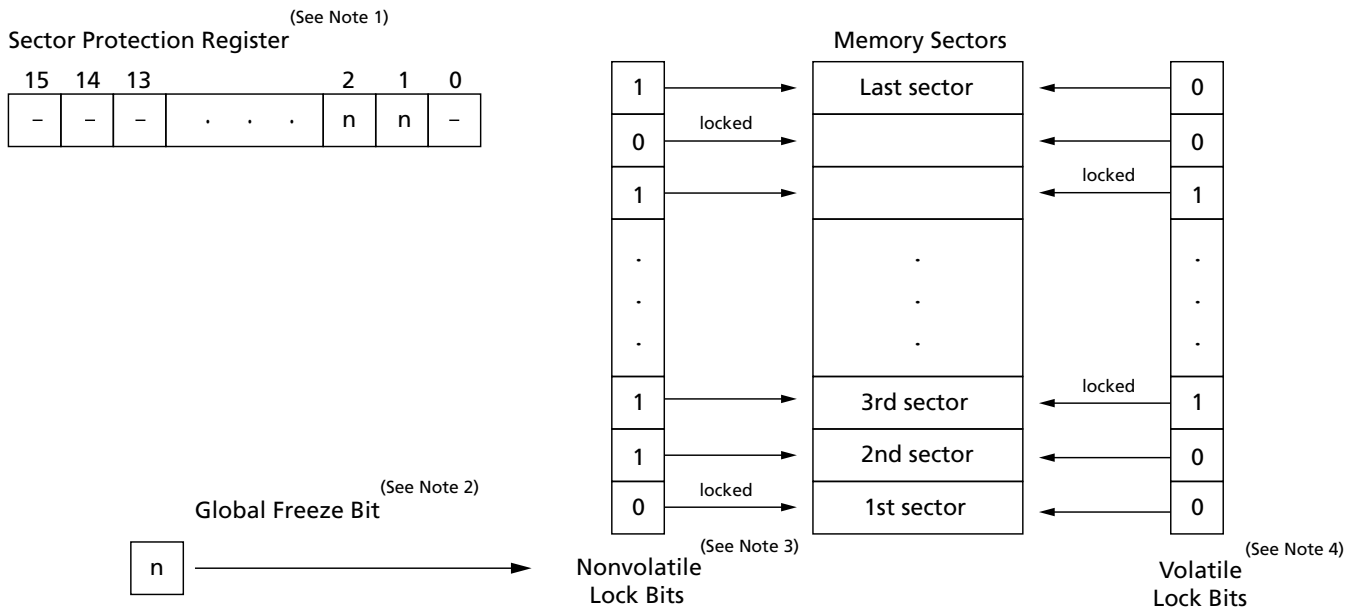 (See Note 1)
Sector Protection Register
15 14 13 2 1 0
– – – . . . n n –
Memory Sectors
1 Last sector 0
0 locked 0
1 locked 1
. . .
. . .
. . .
1 3rd sector locked 1
1 2nd sector 0
0 locked 1st sector 0
Global Freeze Bit (See Note 2)
n
Nonvolatile Lock Bits (See Note 3)
Volatile Lock Bits (See Note 4)